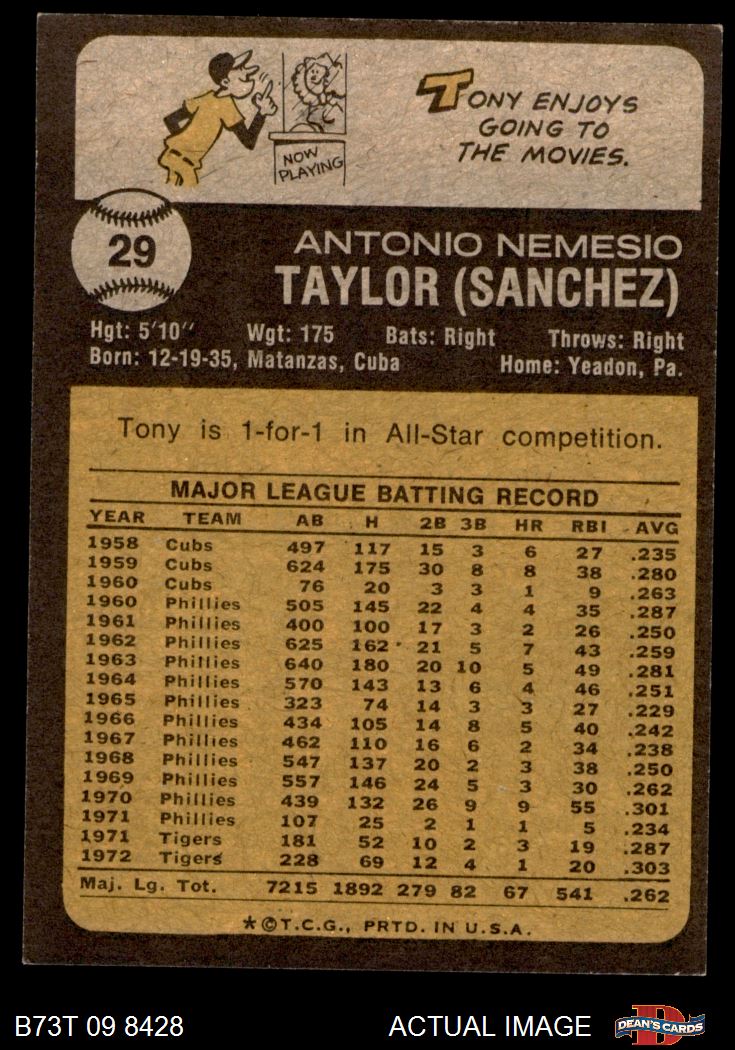 TONY ENJOYS
GOING TO
THE MOVIES.
NOW
PLAYING
29
ANTONIO NEMESIO
TAYLOR (SANCHEZ)
Hgt: 5'10" Wgt: 175 Bats: Right Throws: Right
Born: 12-19-35, Matanzas, Cuba Home: Yeadon, Pa.
Tony is 1-for-1 in All-Star competition.
MAJOR LEAGUE BATTING RECORD
YEAR TEAM AB H 2B 3B HR RBI AVG
1958 Cubs 497 117 15 3 6 27 .235
1959 Cubs 624 175 30 8 8 38 .280
1960 Cubs 76 20 3 3 1 9 .263
1960 Phillies 505 145 22 4 4 35 .287
1961 Phillies 400 100 17 3 2 26 .250
1962 Phillies 625 162 21 5 7 43 .259
1963 Phillies 640 180 20 10 5 49 .281
1964 Phillies 570 143 13 6 4 46 .251
1965 Phillies 323 74 14 3 3 27 .229
1966 Phillies 434 105 14 8 5 40 .242
1967 Phillies 462 110 16 6 2 34 .238
1968 Phillies 547 137 20 2 3 38 .250
1969 Phillies 557 146 24 5 3 30 .262
1970 Phillies 439 132 26 9 9 55 .301
1971 Phillies 107 25 2 1 1 5 .234
1971 Tigers 181 52 10 2 3 19 .287
1972 Tigers 228 69 12 4 1 20 .303
Maj. Lg. Tot. 7215 1892 279 82 67 541 .262
*©T.C.G., PRTD. IN U.S.A.
B73T 09 8428 ACTUAL IMAGE DEAN'S CARDS